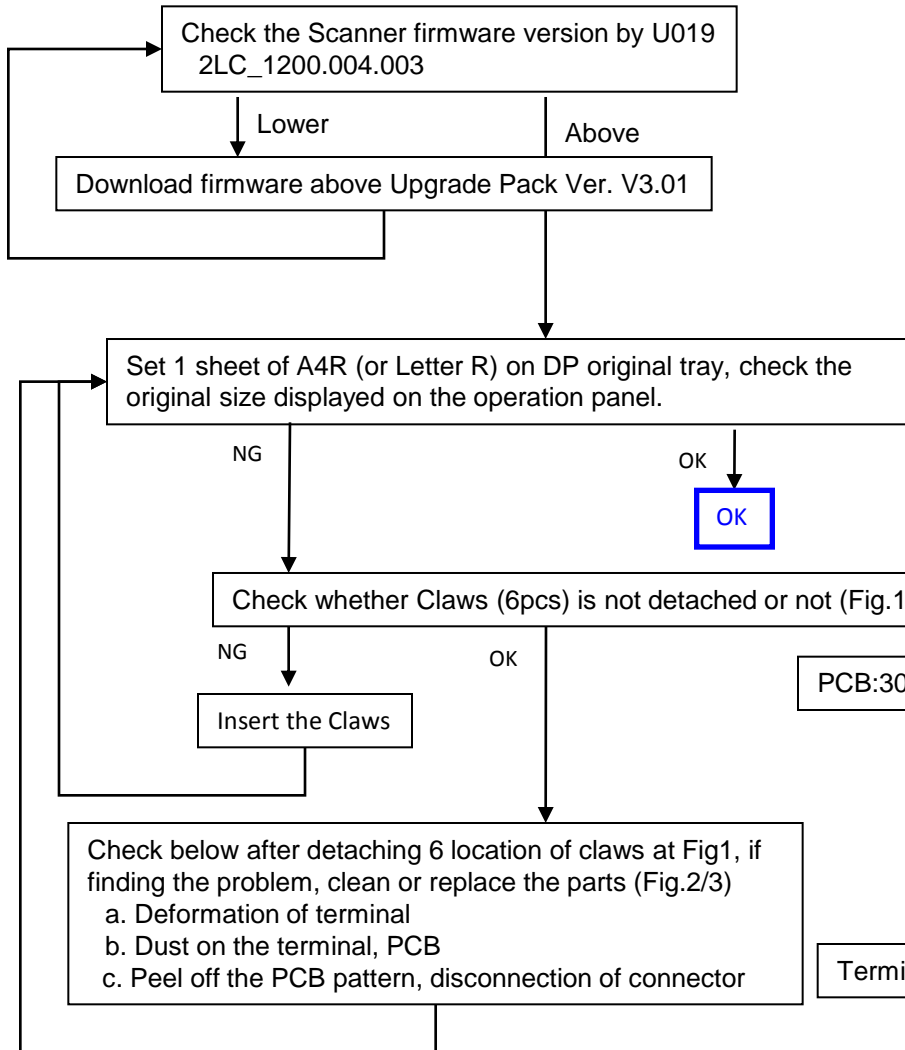 Check the Scanner firmware version by U019
2LC_1200.004.003
Lower
Above
Download firmware above Upgrade Pack Ver. V3.01
Set 1 sheet of A4R (or Letter R) on DP original tray, check the
original size displayed on the operation panel.
NG
OK
OK
Check whether Claws (6pcs) is not detached or not (Fig.1
NG
OK
PCB:30
Insert the Claws
Check below after detaching 6 location of claws at Fig1, if
finding the problem, clean or replace the parts (Fig.2/3)
a. Deformation of terminal
b. Dust on the terminal, PCB
c. Peel off the PCB pattern, disconnection of connector
Termi